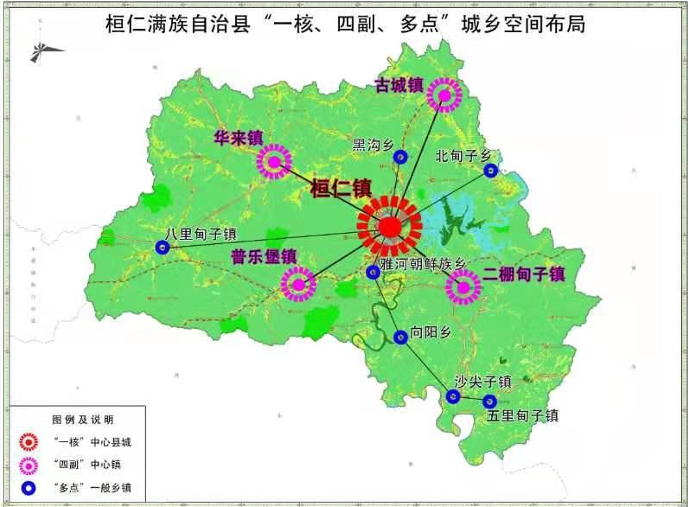 桓仁满族自治县“一核、四副、多点”城乡空间布局
古城镇
华来镇
黑沟乡
北甸子乡
桓仁镇
八里甸子镇
普乐堡镇
雅河朝鲜族乡
二棚甸子镇
向阳乡
沙尖子镇
五里甸子镇
图例及说明
“一核”中心县城
“四副”中心镇
“多点”一般乡镇